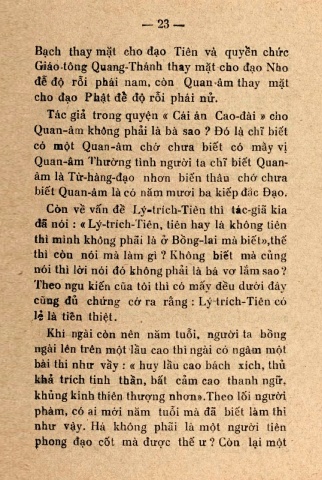 — 23 —
Bạch thay mặt cho đạo Tiên và quyền chức
Giáo-tông Quang-Thánh thay mặt cho đạo Nho
để độ rỗi phái nam, còn Quan-âm thay mặt
cho đạo Phật để độ rỗi phái nử.
Tác giả trong quyện « Cái án Cao-đài » cho
Quan-âm không phải là bà sao ? Đó là chỉ biết
có một Quan-âm chớ chưa biết có mầy vị
Quan-âm Thường tình người ta chỉ biết Quan-
âm là Từ-hàng-đạo nhơn biến thân chớ chưa
biết Quan-âm là có năm mươi ba kiếp đắc Đạo.
Còn về vấn đề Lý-trích-Tiên thì tác-giã kia
đã nói : « Lý-trích-Tiên, tiên hay là không tiên
thì mình không phải là ở Bồng-lai mà biết»,thế
thì còn nói mà làm gì ? Không biết mà cũng
nói thì lời nói đó không phải là bá vơ lắm sao ?
Theo ngu kiến của tôi thì có mấy đều dưới đây
cũng đủ chứng cớ ra rằng : Lý-trích-Tiên có
lẻ là tiên thiệt.
Khi ngài còn nên năm tuổi, người ta bồng
ngài lên trên một lầu cao thì ngài có ngâm một
bài thi như vầy : « huy lầu cao bách xích, thủ
khả trích tinh thần, bất cảm cao thanh ngữ,
khủng kinh thiên thượng nhơn».Theo lối người
phàm, có ai mới năm tuổi mà đã biết làm thi
như vậy. Há không phải là một người tiên
phong đạo cốt mà được thế ư ? Còn lại một